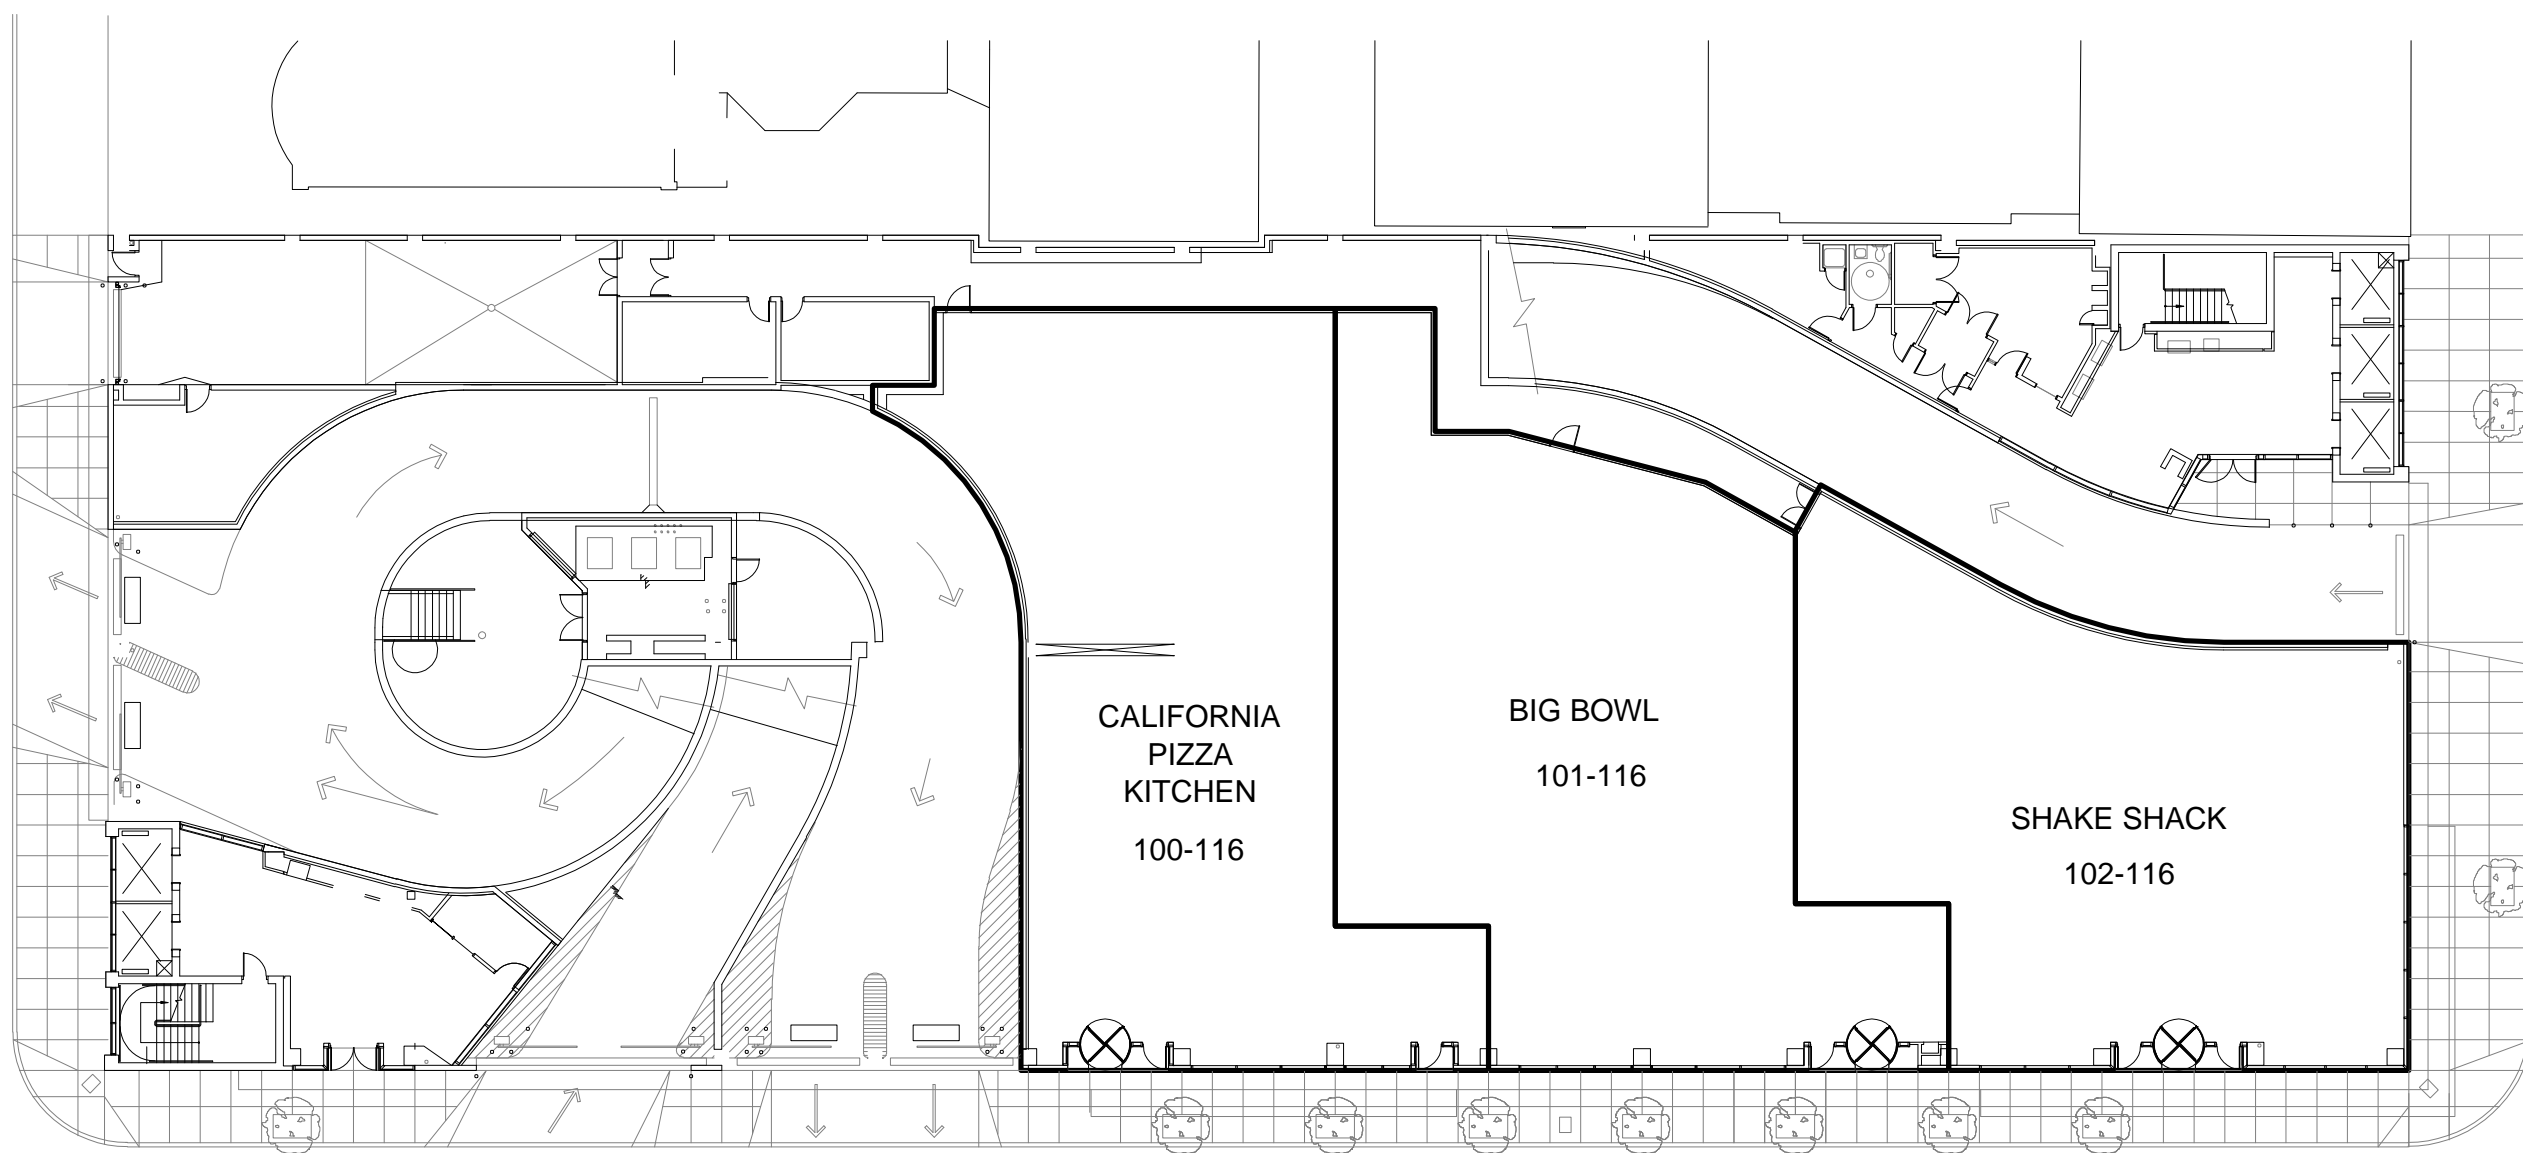 CALIFORNIA
PIZZA
KITCHEN
100-116
BIG BOWL
101-116
SHAKE SHACK
102-116